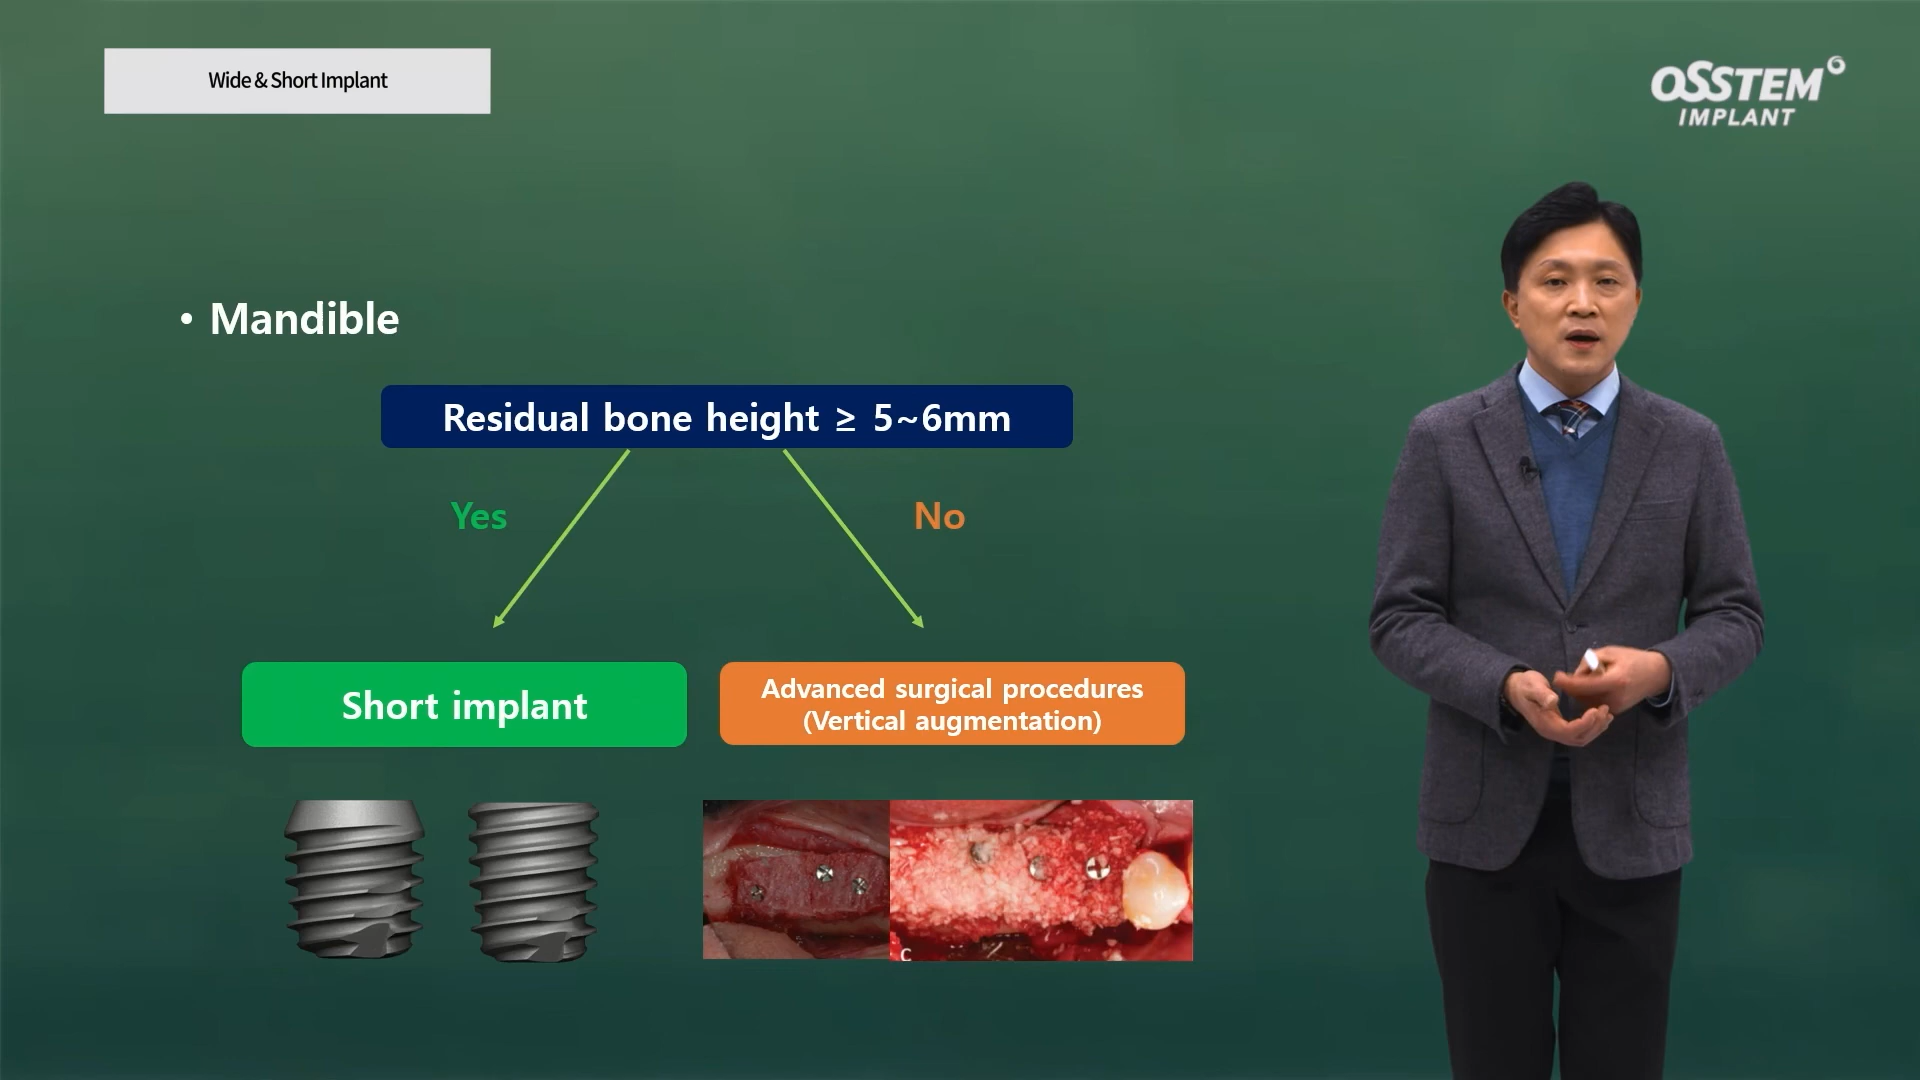 Wide & Short Implant
OSSTEM
IMPLANT
• Mandible
Residual bone height ≥ 5~6mm
Yes
No
Short implant
Advanced surgical procedures
(Vertical augmentation)
C